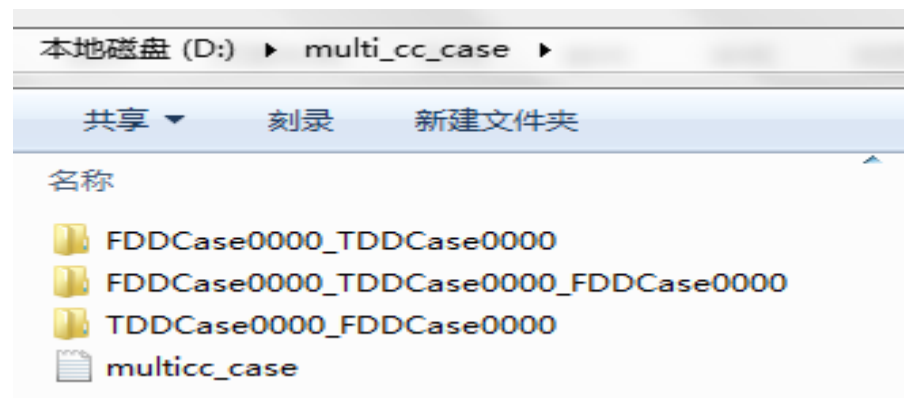 本地磁盘 (D:) ▶ multi_cc_case ▶
共享 ▼ 刻录 新建文件夹
名称
FDDCase0000_TDDCase0000
FDDCase0000_TDDCase0000_FDDCase0000
TDDCase0000_FDDCase0000
multicc_case